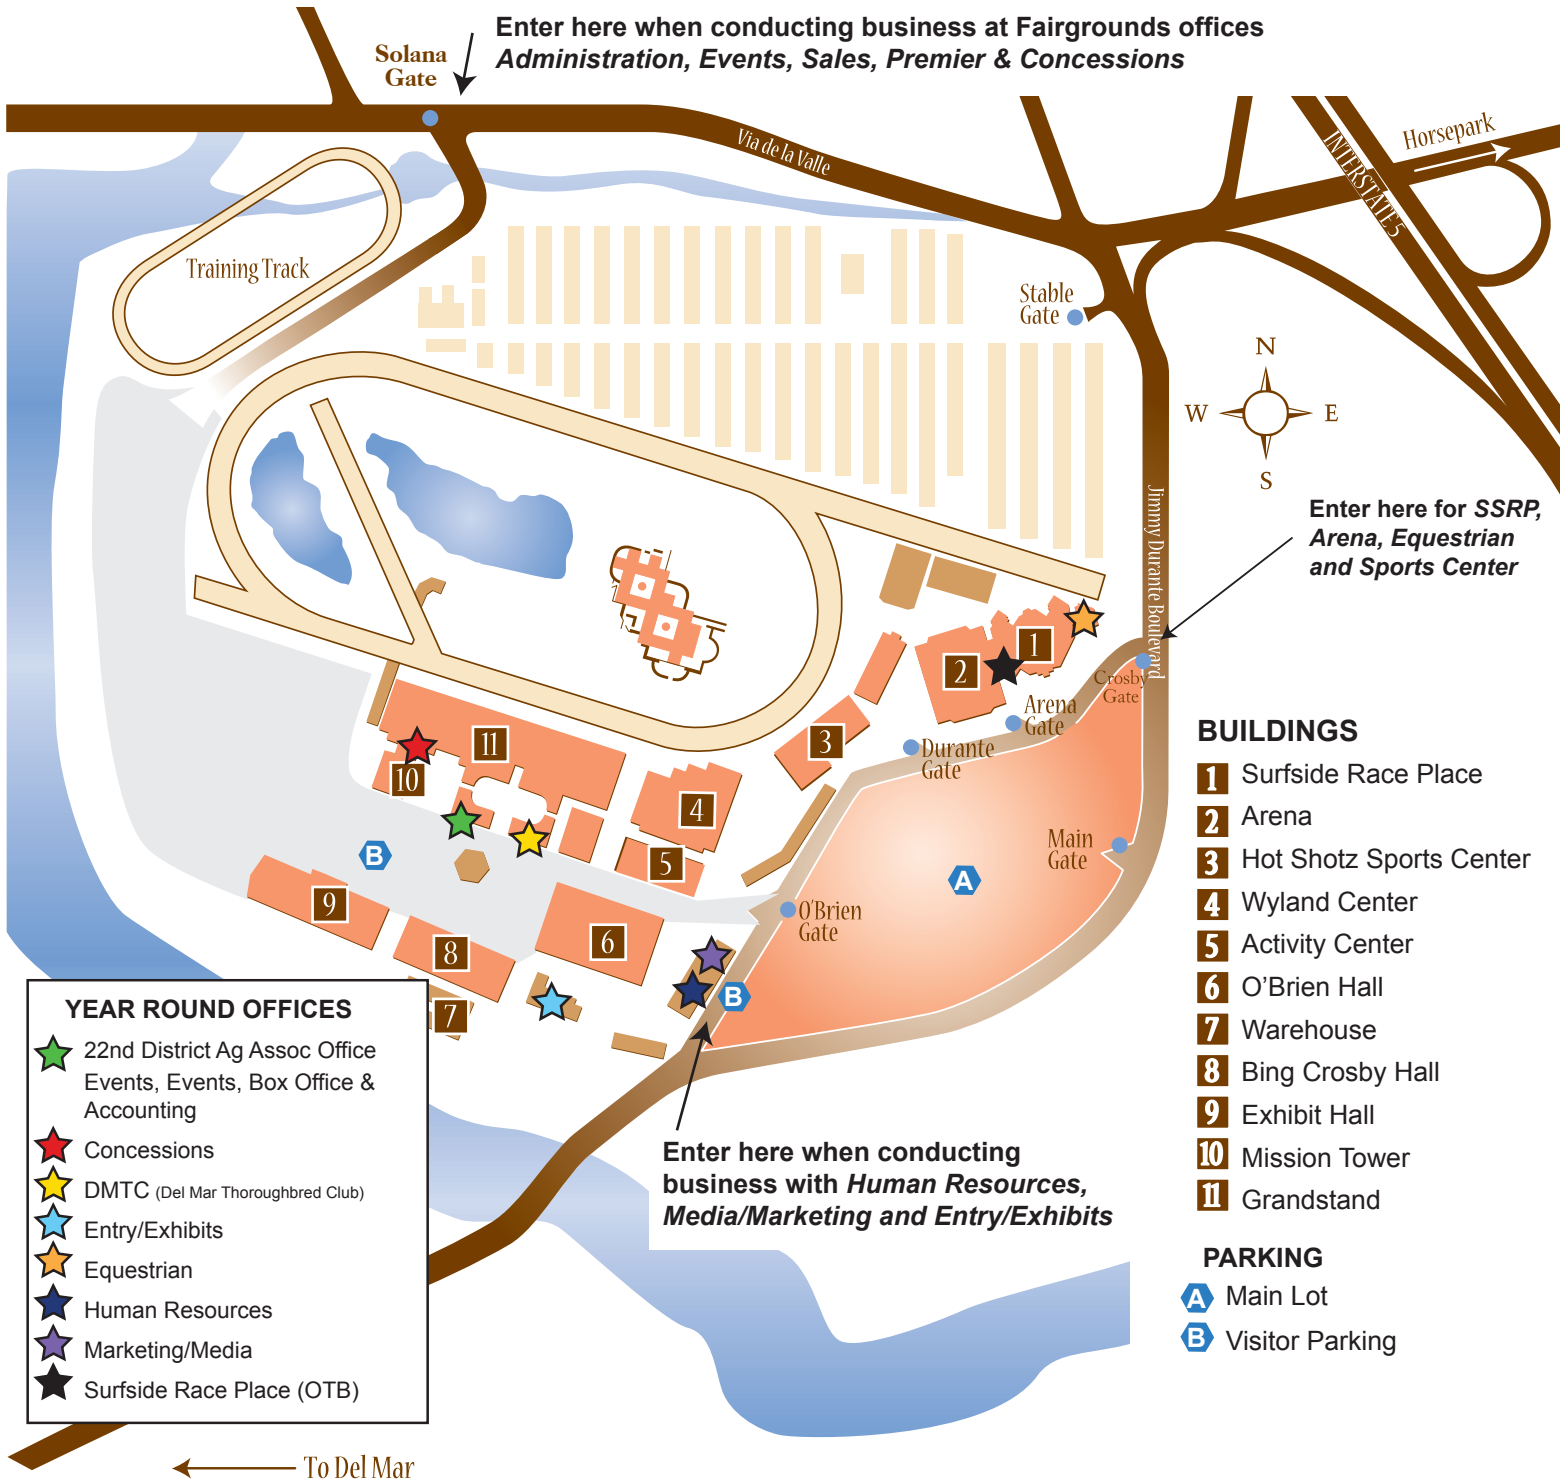 Enter here when conducting business at Fairgrounds offices
Administration, Events, Sales, Premier & Concessions
Solana
Gate
Via de la Valle
Horsepark
INTERSTATE 5
Training Track
Stable
Gate
N
W
E
S
Jimmy Durante Boulevard
Enter here for SSRP,
Arena, Equestrian
and Sports Center
1
2
Crosby
Gate
Arena
Gate
Durante
Gate
3
11
10
4
5
B
A
Main
Gate
9
8
6
7
O'Brien
Gate
B
BUILDINGS
1 Surfside Race Place
2 Arena
3 Hot Shotz Sports Center
4 Wyland Center
5 Activity Center
6 O'Brien Hall
7 Warehouse
8 Bing Crosby Hall
9 Exhibit Hall
10 Mission Tower
11 Grandstand
PARKING
A Main Lot
B Visitor Parking
YEAR ROUND OFFICES
22nd District Ag Assoc Office
Events, Events, Box Office &
Accounting
Concessions
DMTC (Del Mar Thoroughbred Club)
Entry/Exhibits
Equestrian
Human Resources
Marketing/Media
Surfside Race Place (OTB)
Enter here when conducting
business with Human Resources,
Media/Marketing and Entry/Exhibits
To Del Mar